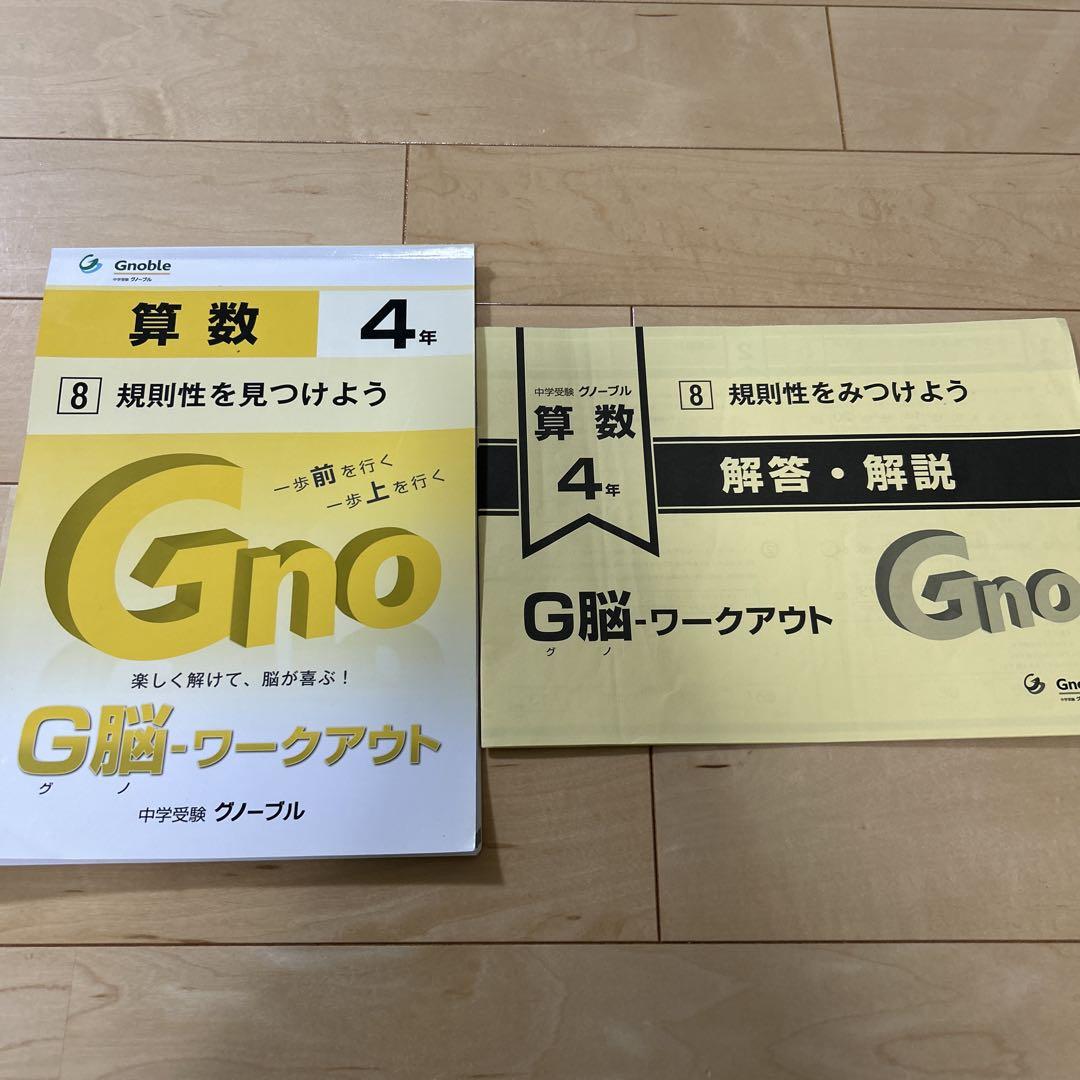 Gnoble
中学受験 グノーブル
算数 4年
8 規則性を見つけよう
一歩前を行く
一歩上を行く
Gno
楽しく解けて、脳が喜ぶ！
G脳-ワークアウト
グ ノ
中学受験 グノーブル
中学受験 グノーブル
算数
4年
8 規則性をみつけよう
解答・解説
Gno
G脳-ワークアウト
グ ノ